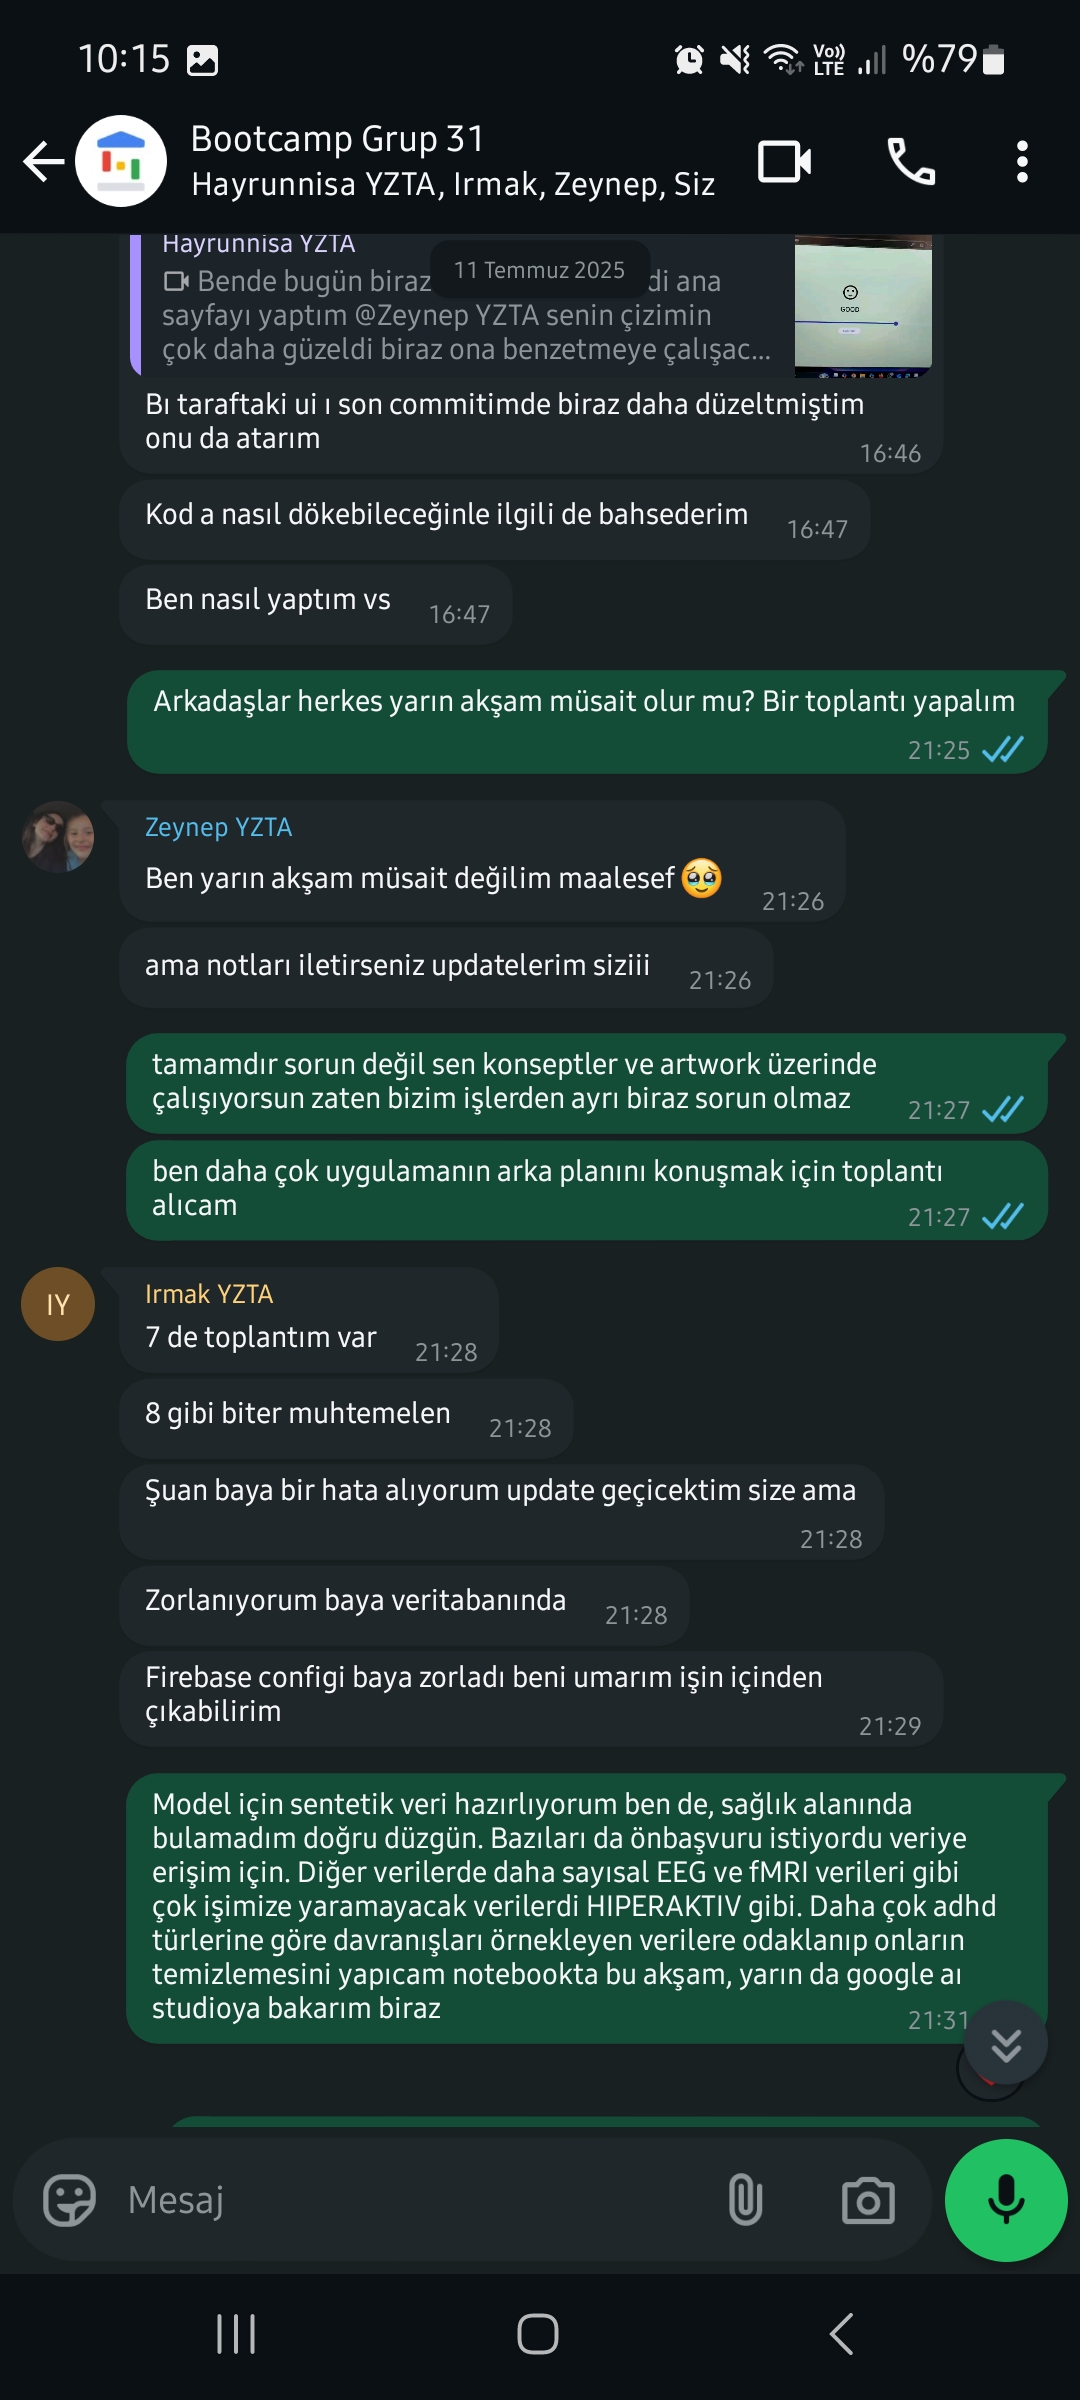 10:15
Vo)) LTE
%79
Bootcamp Grup 31
Hayrunnisa YZTA, Irmak, Zeynep, Siz
Hayrunnisa YZTA
11 Temmuz 2025
Bende bugün biraz di ana
sayfayı yaptım @Zeynep YZTA senin çizimin
çok daha güzeldi biraz ona benzetmeye çalışac...
GOOD
Bı taraftaki ui ı son commitimde biraz daha düzeltmiştim
onu da atarım
16:46
Kod a nasıl dökebileceğinle ilgili de bahsederim
16:47
Ben nasıl yaptım vs
16:47
Arkadaşlar herkes yarın akşam müsait olur mu? Bir toplantı yapalım
21:25
Zeynep YZTA
Ben yarın akşam müsait değilim maalesef 🥹
21:26
ama notları iletirseniz updatelerim siziii
21:26
tamamdır sorun değil sen konseptler ve artwork üzerinde
çalışıyorsun zaten bizim işlerden ayrı biraz sorun olmaz
21:27
ben daha çok uygulamanın arka planını konuşmak için toplantı
alıcam
21:27
IY
Irmak YZTA
7 de toplantım var
21:28
8 gibi biter muhtemelen
21:28
Şuan baya bir hata alıyorum update geçicektim size ama
21:28
Zorlanıyorum baya veritabanında
21:28
Firebase configi baya zorladı beni umarım işin içinden
çıkabilirim
21:29
Model için sentetik veri hazırlıyorum ben de, sağlık alanında
bulamadım doğru düzgün. Bazıları da önbaşvuru istiyordu veriye
erişim için. Diğer verilerde daha sayısal EEG ve fMRI verileri gibi
çok işimize yaramayacak verilerdi HIPERAKTIV gibi. Daha çok adhd
türlerine göre davranışları örnekleyen verilere odaklanıp onların
temizlemesini yapıcam notebookta bu akşam, yarın da google aı
studioya bakarım biraz
21:31
Mesaj